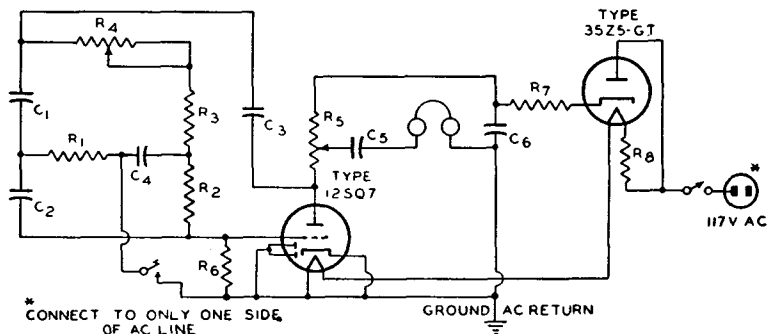 TYPE
35Z5-GT
R4
R7
C1
R3
C3
R5
C5
C6
R8
R1
C4
TYPE
12SQ7
*
C2
R2
117V AC
R6
*
CONNECT TO ONLY ONE SIDE
OF AC LINE
GROUND AC RETURN